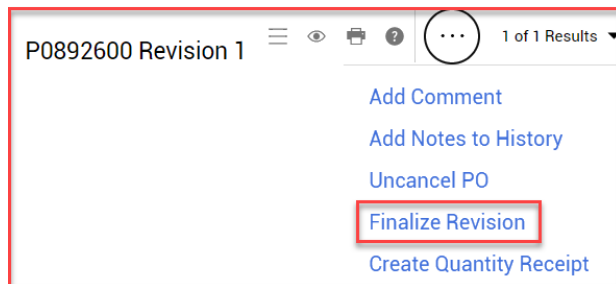 P0892600 Revision 1
? ... 1 of 1 Results
Add Comment
Add Notes to History
Uncancel PO
Finalize Revision
Create Quantity Receipt